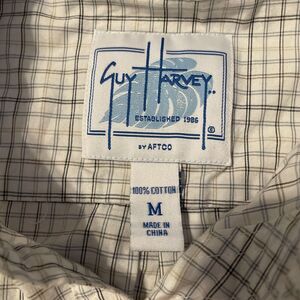 GUY HARVEY
ESTABLISHED 1986
®
BY AFTCO
100% COTTON
M
MADE IN
CHINA